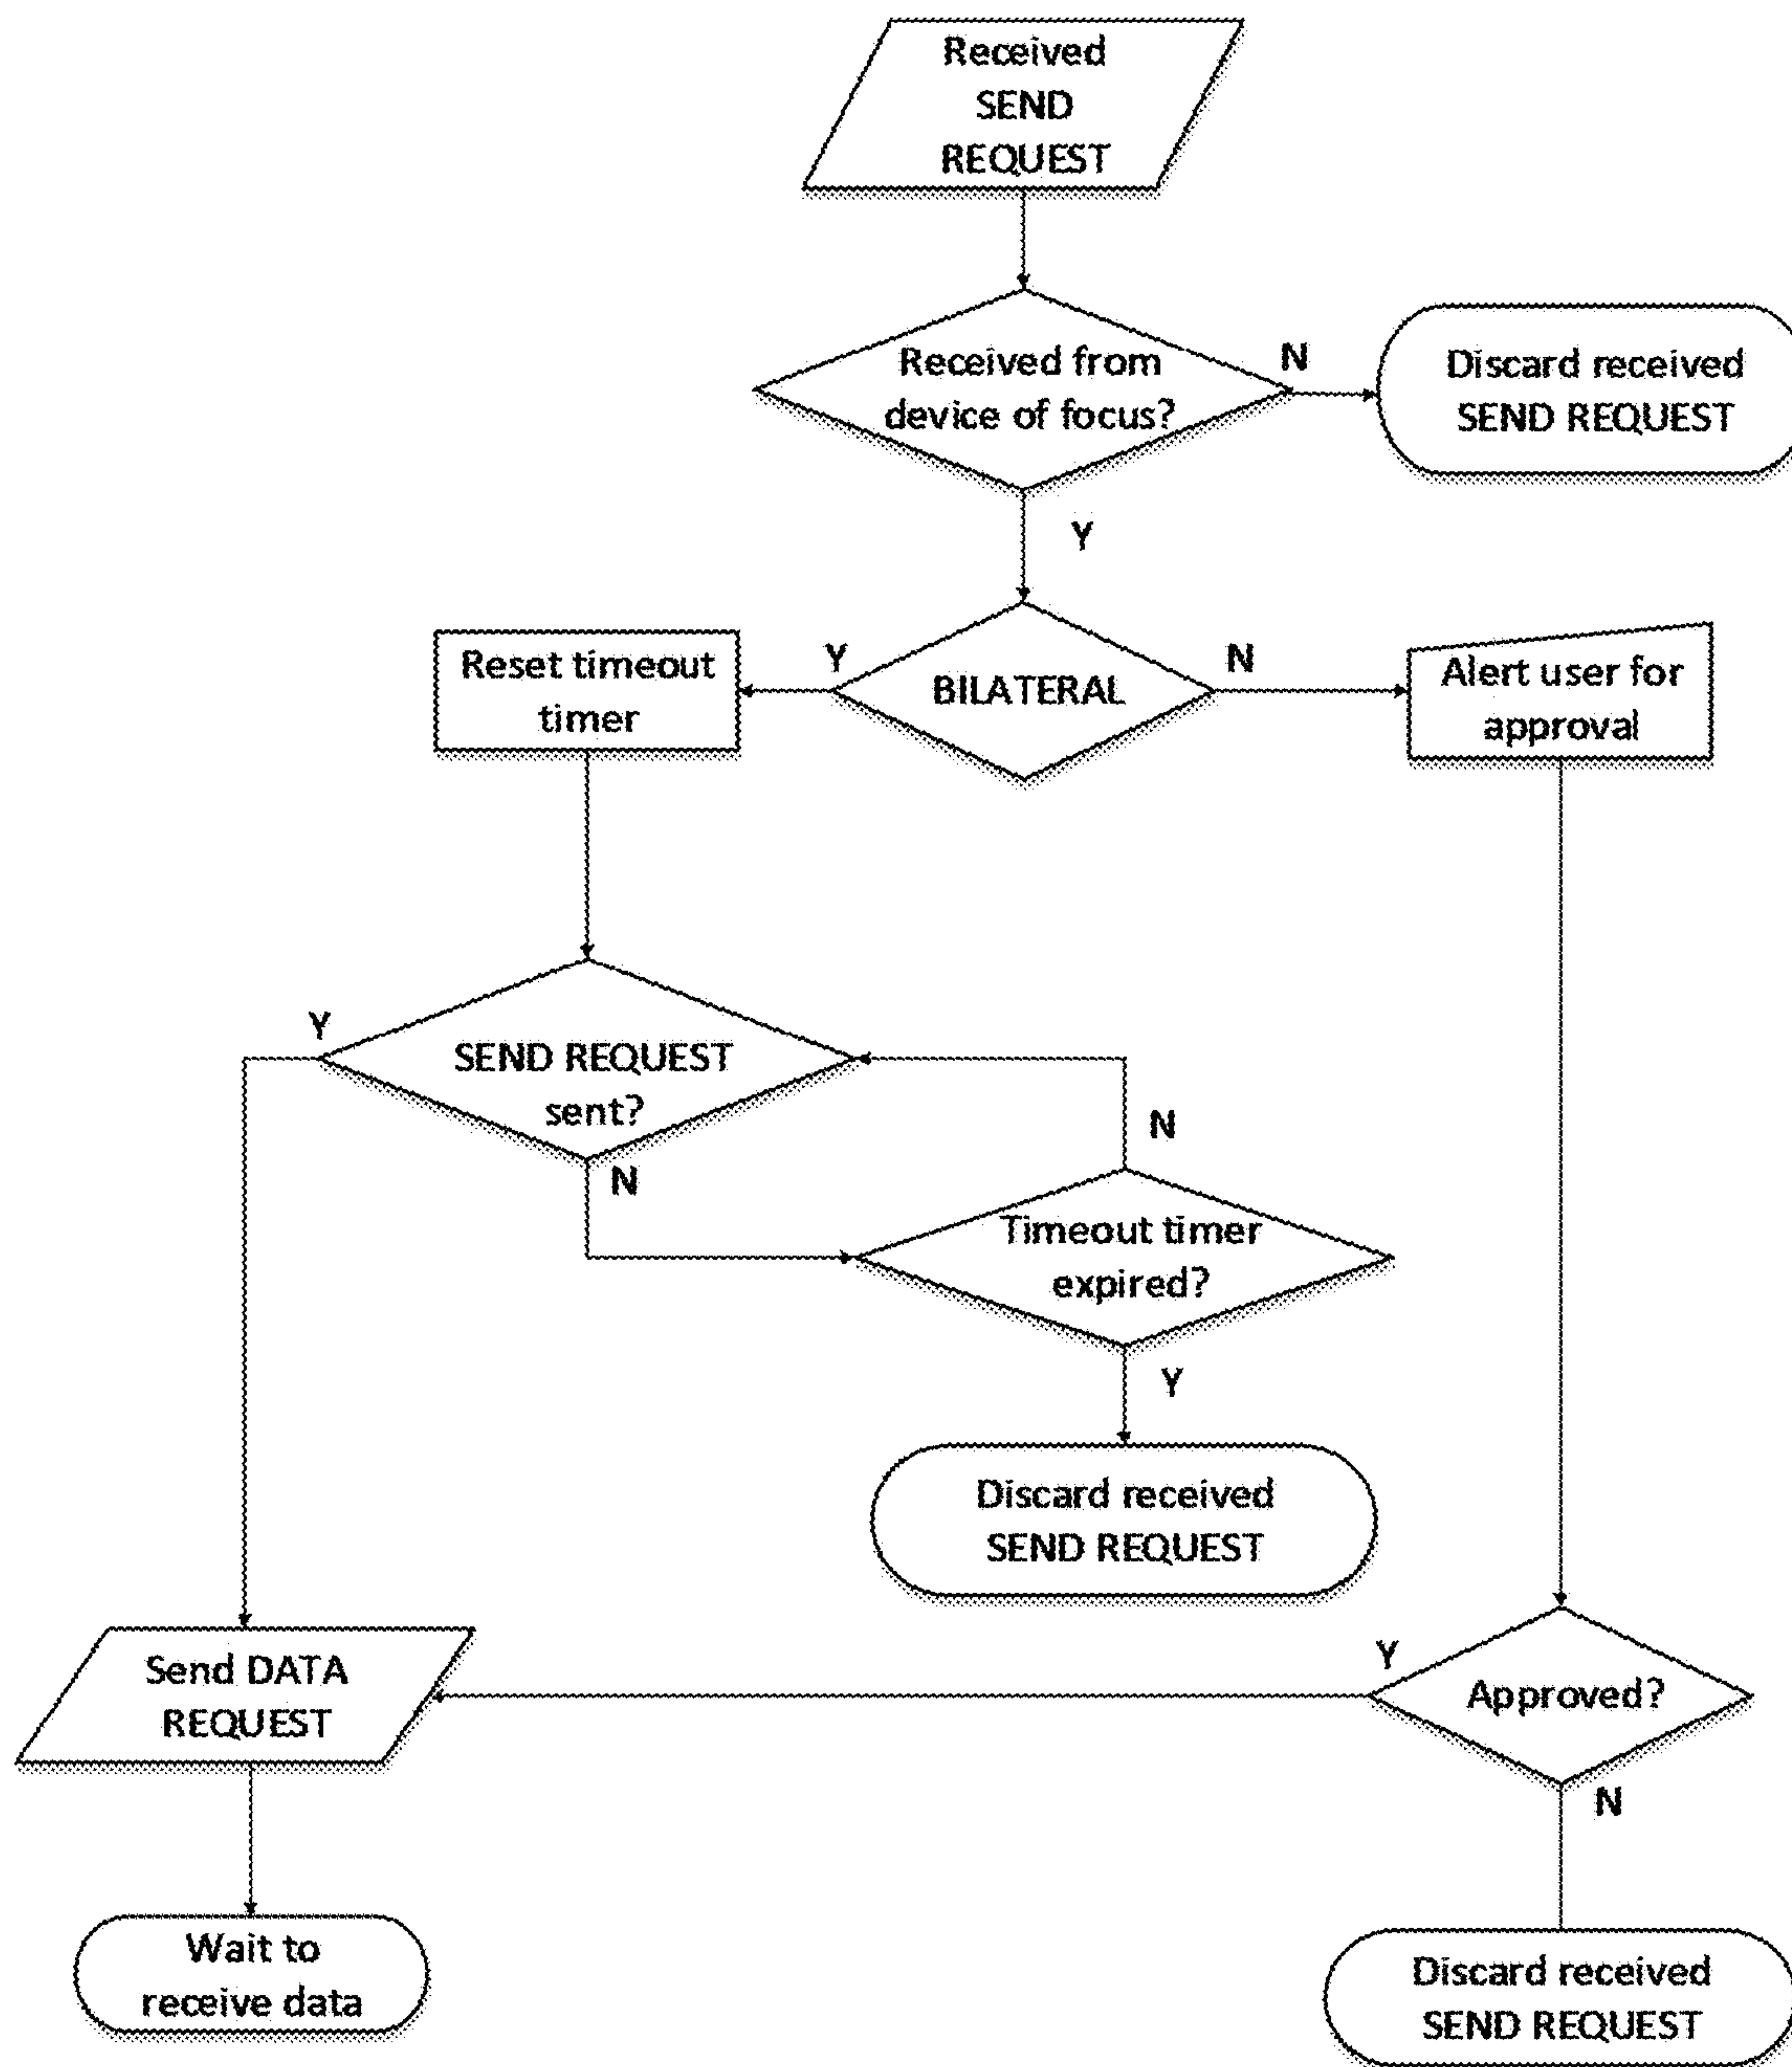 Received
SEND
REQUEST
Received from
device of focus?
N
Discard received
SEND REQUEST
Y
Reset timeout
timer
Y
BILATERAL
N
Alert user for
approval
Y
SEND REQUEST
sent?
N
N
Timeout timer
expired?
Y
Discard received
SEND REQUEST
Send DATA
REQUEST
Y
Approved?
N
Wait to
receive data
Discard received
SEND REQUEST